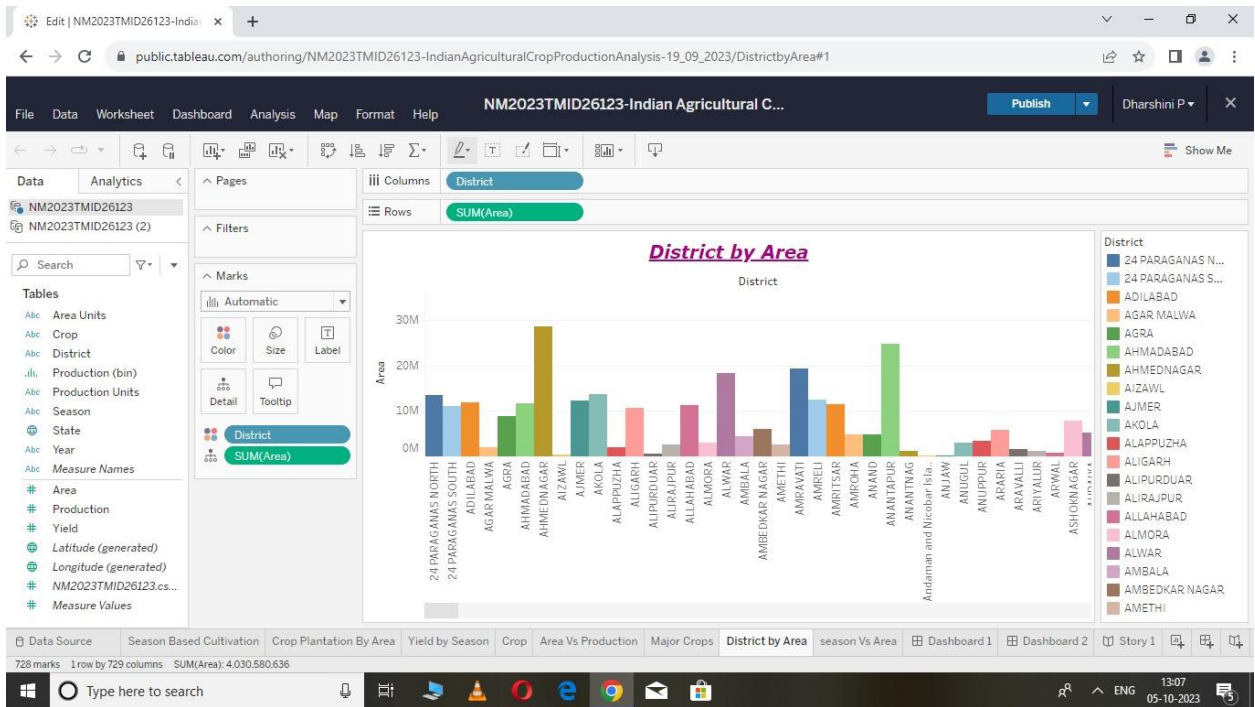 Edit | NM2023TMID26123-India
public.tableau.com/authoring/NM2023TMID26123-IndianAgriculturalCropProductionAnalysis-19_09_2023/DistrictbyArea#1
File Data Worksheet Dashboard Analysis Map Format Help
NM2023TMID26123-Indian Agricultural C...
Publish
Dharshini P
Show Me
Data Analytics
NM2023TMID26123
NM2023TMID26123 (2)
Search
Tables
Abc Area Units
Abc Crop
Abc District
Production (bin)
Abc Production Units
Abc Season
State
Abc Year
Abc Measure Names
# Area
# Production
# Yield
Latitude (generated)
Longitude (generated)
# NM2023TMID26123.cs...
# Measure Values
Pages
Filters
Marks
Automatic
Color Size Label
Detail Tooltip
District
SUM(Area)
Columns District
Rows SUM(Area)
District by Area
District
Area
30M
20M
10M
0M
24 PARAGANAS NORTH
24 PARAGANAS SOUTH
ADILABAD
AGAR MALWA
AGRA
AHMADABAD
AHMEDNAGAR
AIZAWL
AJMER
AKOLA
ALAPPUZHA
ALIGARH
ALIPURDUAR
ALIRAJPUR
ALLAHABAD
ALMORA
ALWAR
AMBALA
AMBEDKAR NAGAR
AMETHI
AMRAVATI
AMRELI
AMRITSAR
AMROHA
ANAND
ANANTAPUR
ANANTNAG
Andaman and Nicobar Isla..
ANJAW
ANUGUL
ANUPPUR
ARARIA
ARAVALLI
ARIYALUR
ARWAL
ASHOKNAGAR
District
24 PARAGANAS N...
24 PARAGANAS S...
ADILABAD
AGAR MALWA
AGRA
AHMADABAD
AHMEDNAGAR
AIZAWL
AJMER
AKOLA
ALAPPUZHA
ALIGARH
ALIPURDUAR
ALIRAJPUR
ALLAHABAD
ALMORA
ALWAR
AMBALA
AMBEDKAR NAGAR
AMETHI
Data Source Season Based Cultivation Crop Plantation By Area Yield by Season Crop Area Vs Production Major Crops District by Area season Vs Area Dashboard 1 Dashboard 2 Story 1
728 marks 1 row by 729 columns SUM(Area): 4,030,580,636
Type here to search
ENG
13:07
05-10-2023
5